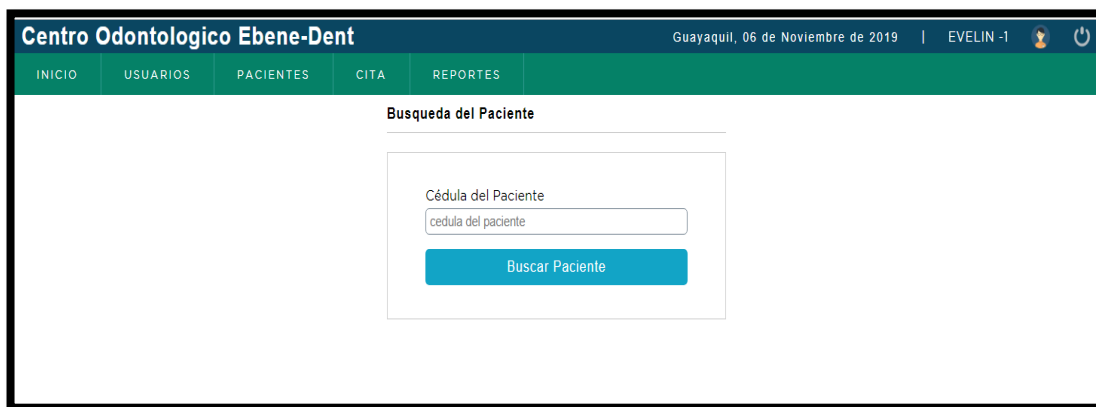 Centro Odontologico Ebene-Dent
Guayaquil, 06 de Noviembre de 2019 | EVELIN -1
INICIO USUARIOS PACIENTES CITA REPORTES
Busqueda del Paciente
Cédula del Paciente
cedula del paciente
Buscar Paciente